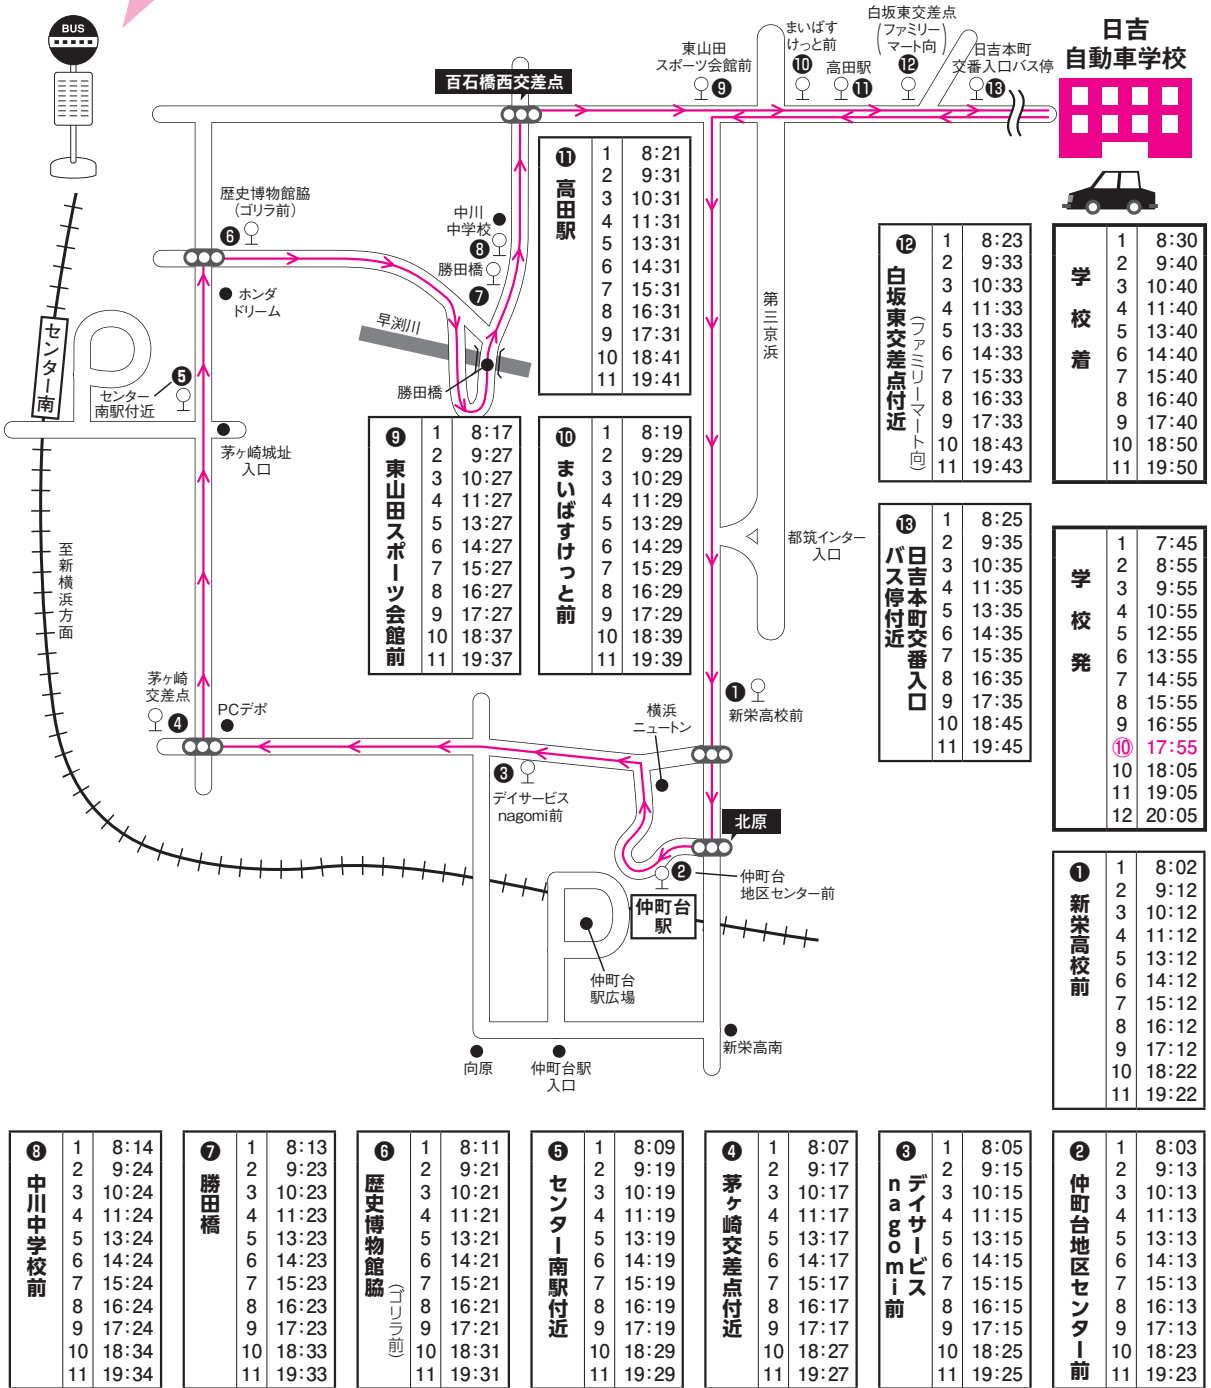 BUS
日吉
自動車学校
百石橋西交差点
東山田
スポーツ会館前
❾
まいばす
けっと前
❿
高田駅
⓫
白坂東交差点
(ファミリー
マート向)
⓬
日吉本町
交番入口バス停
⓭
歴史博物館脇
(ゴリラ前)
❻
中川
中学校
❽
勝田橋
❼
ホンダ
ドリーム
早渕川
勝田橋
センター南
センター
南駅付近
❺
茅ヶ崎城址
入口
至新横浜方面
第三京浜
都筑インター
入口
茅ヶ崎
交差点
❹
PCデポ
❶
新栄高校前
横浜
ニュートン
❸
デイサービス
nagomi前
北原
❷
仲町台
地区センター前
仲町台
駅
仲町台
駅広場
新栄高南
向原
仲町台駅
入口
⓫ 高田駅
1 8:21
2 9:31
3 10:31
4 11:31
5 13:31
6 14:31
7 15:31
8 16:31
9 17:31
10 18:41
11 19:41
⓬ 白坂東交差点付近
(ファミリーマート向)
1 8:23
2 9:33
3 10:33
4 11:33
5 13:33
6 14:33
7 15:33
8 16:33
9 17:33
10 18:43
11 19:43
学校着
1 8:30
2 9:40
3 10:40
4 11:40
5 13:40
6 14:40
7 15:40
8 16:40
9 17:40
10 18:50
11 19:50
❾ 東山田スポーツ会館前
1 8:17
2 9:27
3 10:27
4 11:27
5 13:27
6 14:27
7 15:27
8 16:27
9 17:27
10 18:37
11 19:37
❿ まいばすけっと前
1 8:19
2 9:29
3 10:29
4 11:29
5 13:29
6 14:29
7 15:29
8 16:29
9 17:29
10 18:39
11 19:39
⓭ 日吉本町交番入口
バス停付近
1 8:25
2 9:35
3 10:35
4 11:35
5 13:35
6 14:35
7 15:35
8 16:35
9 17:35
10 18:45
11 19:45
学校発
1 7:45
2 8:55
3 9:55
4 10:55
5 12:55
6 13:55
7 14:55
8 15:55
9 16:55
⑩ 17:55
10 18:05
11 19:05
12 20:05
❶ 新栄高校前
1 8:02
2 9:12
3 10:12
4 11:12
5 13:12
6 14:12
7 15:12
8 16:12
9 17:12
10 18:22
11 19:22
❽ 中川中学校前
1 8:14
2 9:24
3 10:24
4 11:24
5 13:24
6 14:24
7 15:24
8 16:24
9 17:24
10 18:34
11 19:34
❼ 勝田橋
1 8:13
2 9:23
3 10:23
4 11:23
5 13:23
6 14:23
7 15:23
8 16:23
9 17:23
10 18:33
11 19:33
❻ 歴史博物館脇
(ゴリラ前)
1 8:11
2 9:21
3 10:21
4 11:21
5 13:21
6 14:21
7 15:21
8 16:21
9 17:21
10 18:31
11 19:31
❺ センター南駅付近
1 8:09
2 9:19
3 10:19
4 11:19
5 13:19
6 14:19
7 15:19
8 16:19
9 17:19
10 18:29
11 19:29
❹ 茅ヶ崎交差点付近
1 8:07
2 9:17
3 10:17
4 11:17
5 13:17
6 14:17
7 15:17
8 16:17
9 17:17
10 18:27
11 19:27
❸ デイサービス
nagomi前
1 8:05
2 9:15
3 10:15
4 11:15
5 13:15
6 14:15
7 15:15
8 16:15
9 17:15
10 18:25
11 19:25
❷ 仲町台地区センター前
1 8:03
2 9:13
3 10:13
4 11:13
5 13:13
6 14:13
7 15:13
8 16:13
9 17:13
10 18:23
11 19:23